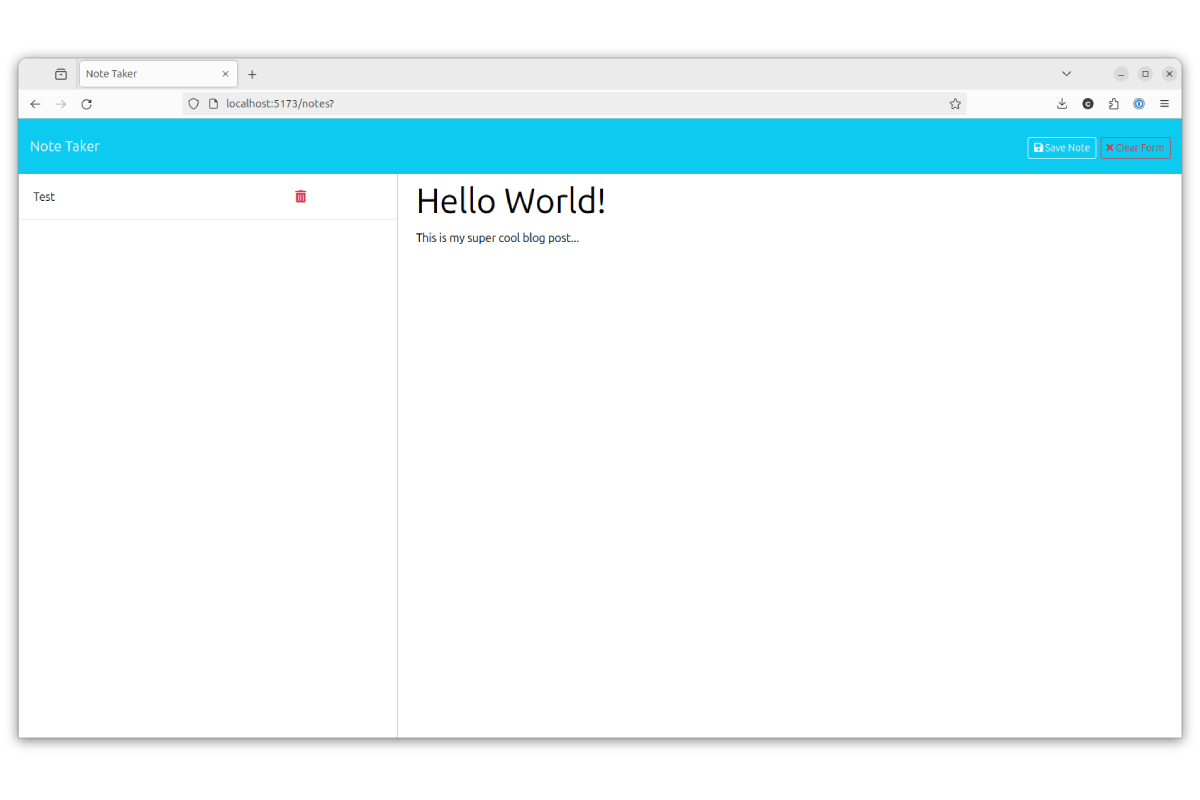 Note Taker
localhost:5173/notes?
Note Taker
Save Note
Clear Form
Test
Hello World!
This is my super cool blog post...